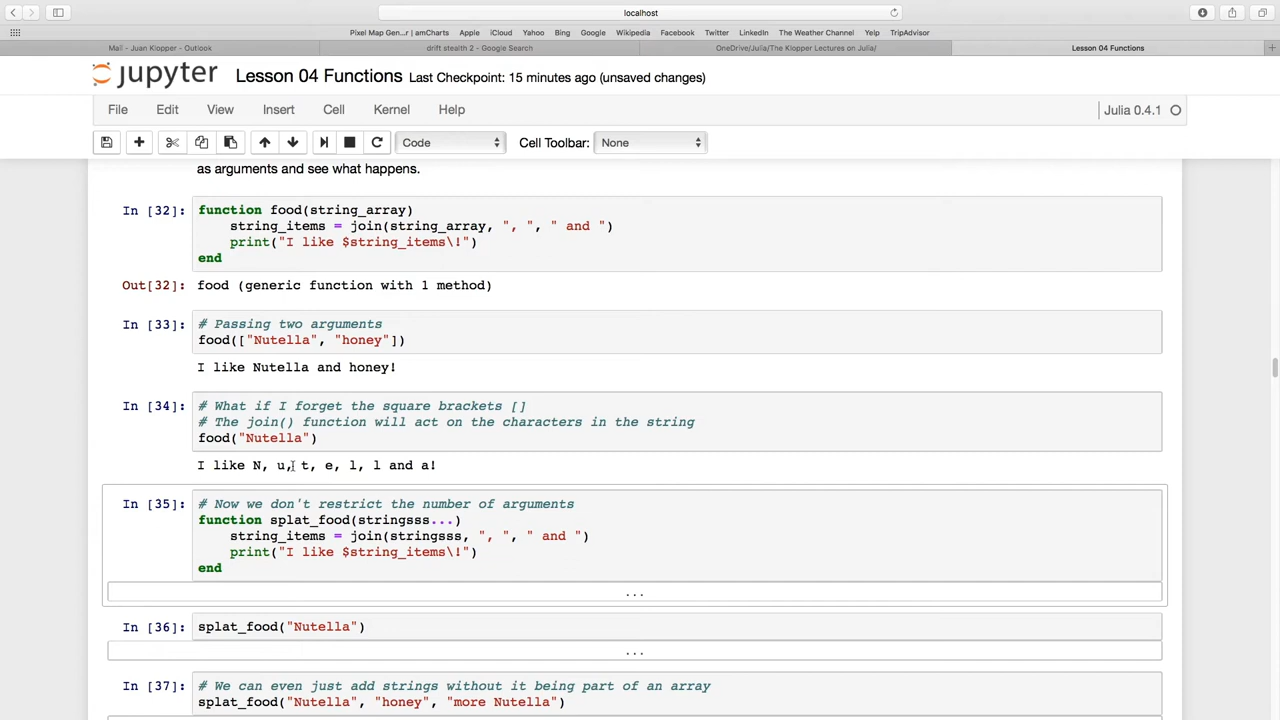 localhost
Pixel Map Gen...r | amCharts Apple iCloud Yahoo Bing Google Wikipedia Facebook Twitter LinkedIn The Weather Channel Yelp TripAdvisor
Mail - Juan Klopper - Outlook drift stealth 2 - Google Search OneDrive/Julia/The Klopper Lectures on Julia/ Lesson 04 Functions
jupyter Lesson 04 Functions Last Checkpoint: 15 minutes ago (unsaved changes)
File Edit View Insert Cell Kernel Help Julia 0.4.1
Code Cell Toolbar: None
as arguments and see what happens.
In [32]: function food(string_array)
string_items = join(string_array, ", ", " and ")
print("I like $string_items\!")
end
Out[32]: food (generic function with 1 method)
In [33]: # Passing two arguments
food(["Nutella", "honey"])
I like Nutella and honey!
In [34]: # What if I forget the square brackets []
# The join() function will act on the characters in the string
food("Nutella")
I like N, u, t, e, l, l and a!
In [35]: # Now we don't restrict the number of arguments
function splat_food(stringsss...)
string_items = join(stringsss, ", ", " and ")
print("I like $string_items\!")
end
...
In [36]: splat_food("Nutella")
...
In [37]: # We can even just add strings without it being part of an array
splat_food("Nutella", "honey", "more Nutella")